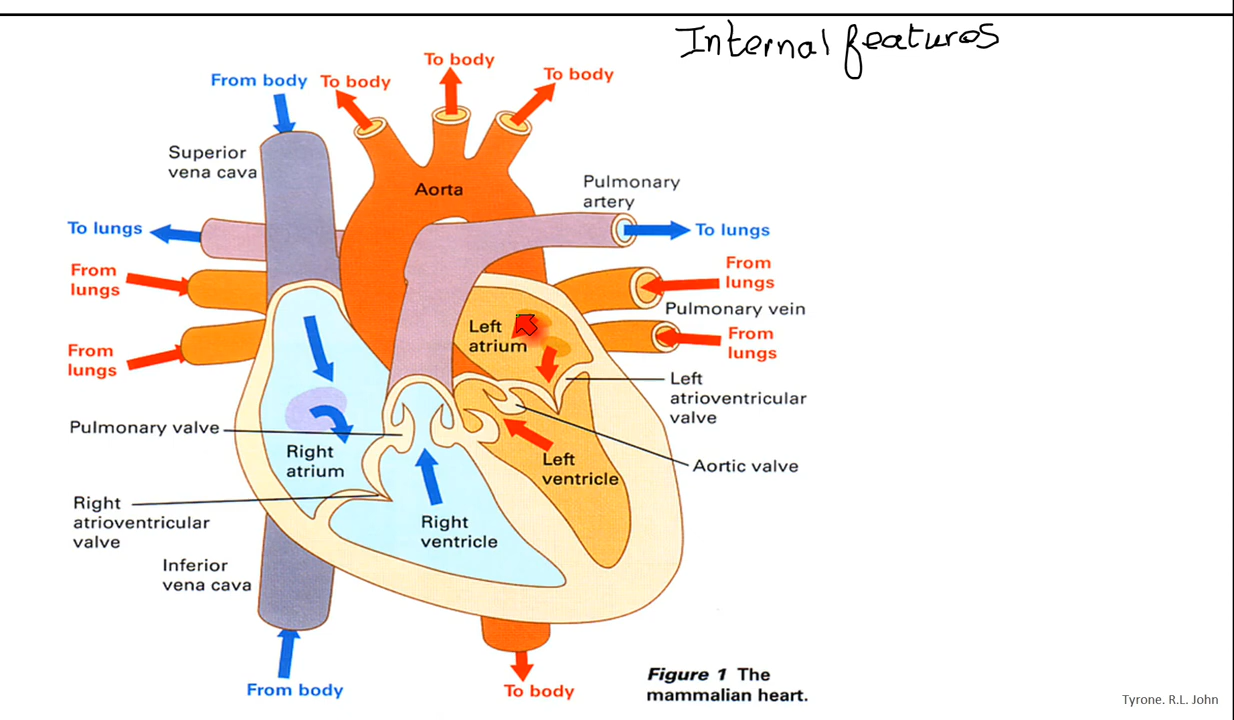 Internal features
To body
From body
To body
To body
Superior
vena cava
Aorta
Pulmonary
artery
To lungs
To lungs
From
lungs
From
lungs
Pulmonary vein
From
lungs
From
lungs
Left
atrium
Left
atrioventricular
valve
Pulmonary valve
Right
atrium
Left
ventricle
Aortic valve
Right
atrioventricular
valve
Right
ventricle
Inferior
vena cava
From body
To body
Figure 1 The
mammalian heart.
Tyrone. R.L. John